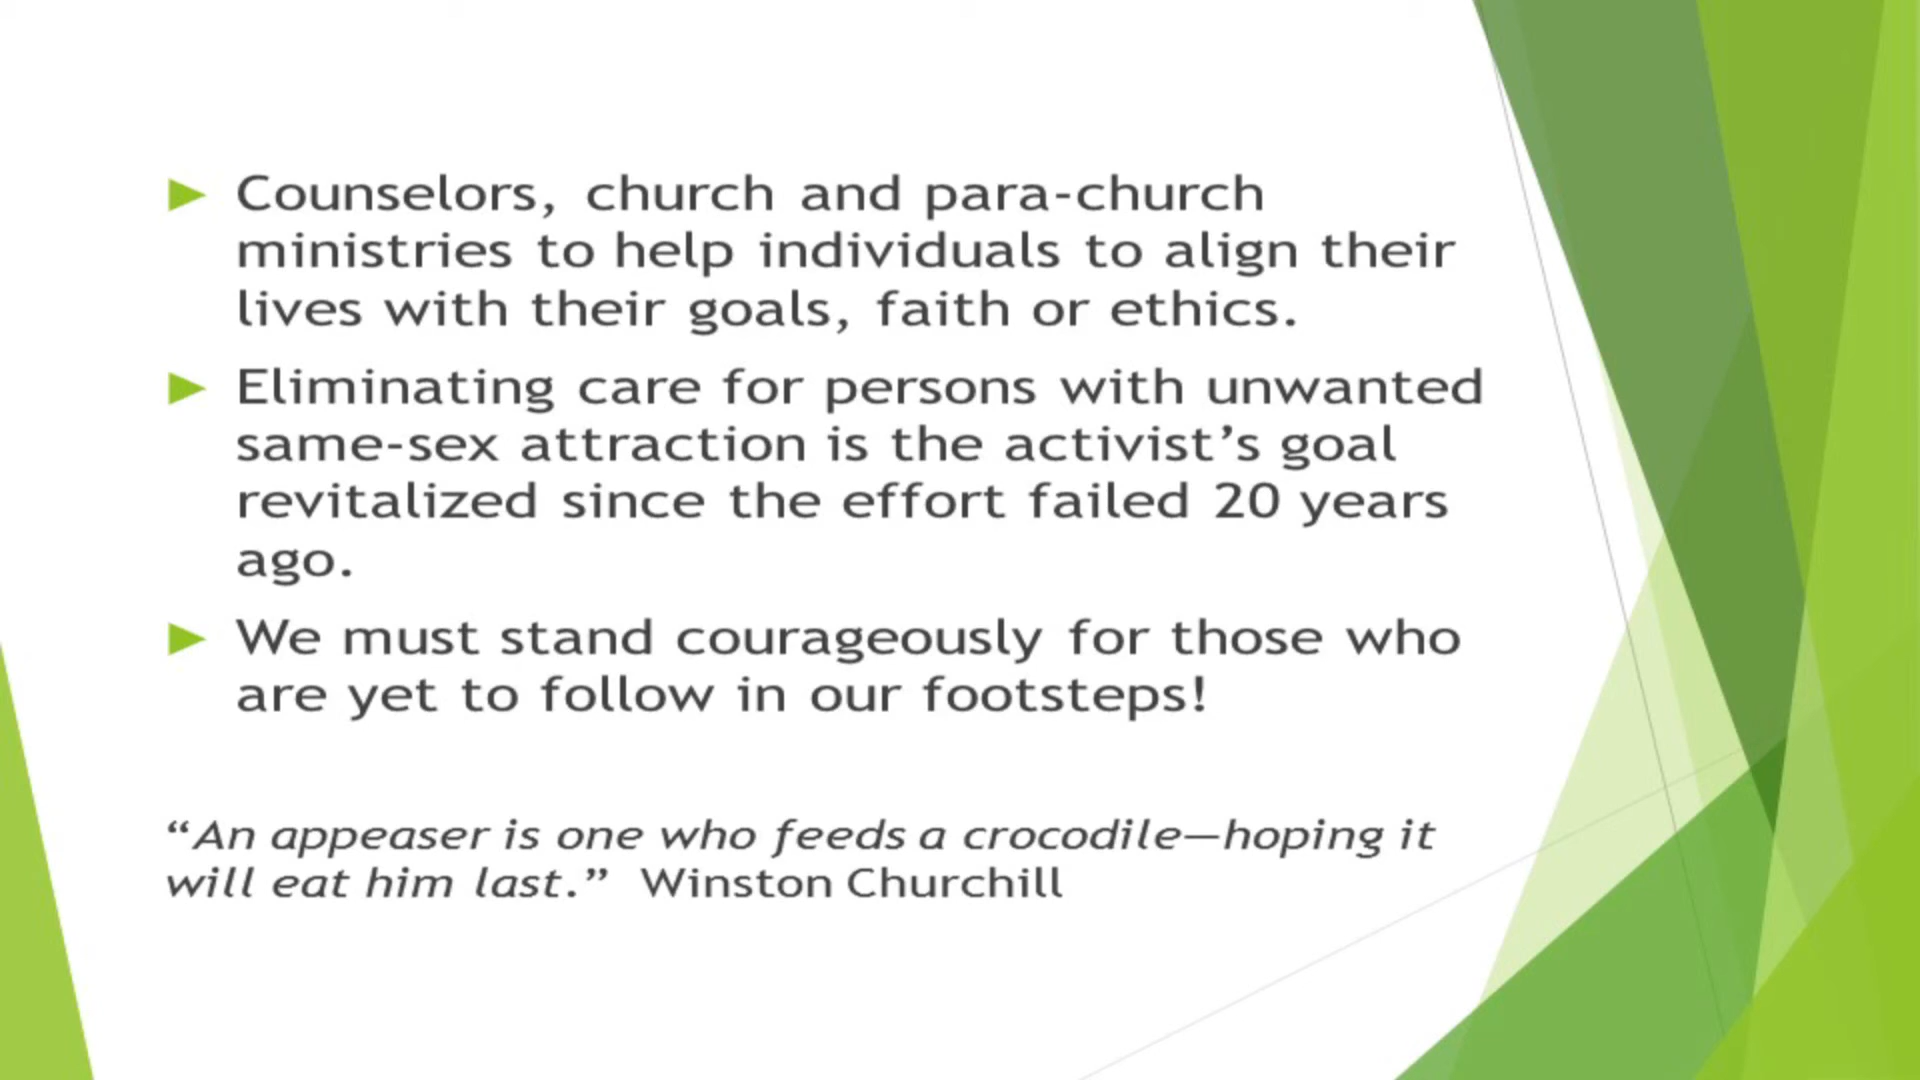 Counselors, church and para-church
ministries to help individuals to align their
lives with their goals, faith or ethics.
Eliminating care for persons with unwanted
same-sex attraction is the activist’s goal
revitalized since the effort failed 20 years
ago.
We must stand courageously for those who
are yet to follow in our footsteps!
“An appeaser is one who feeds a crocodile—hoping it
will eat him last.” Winston Churchill